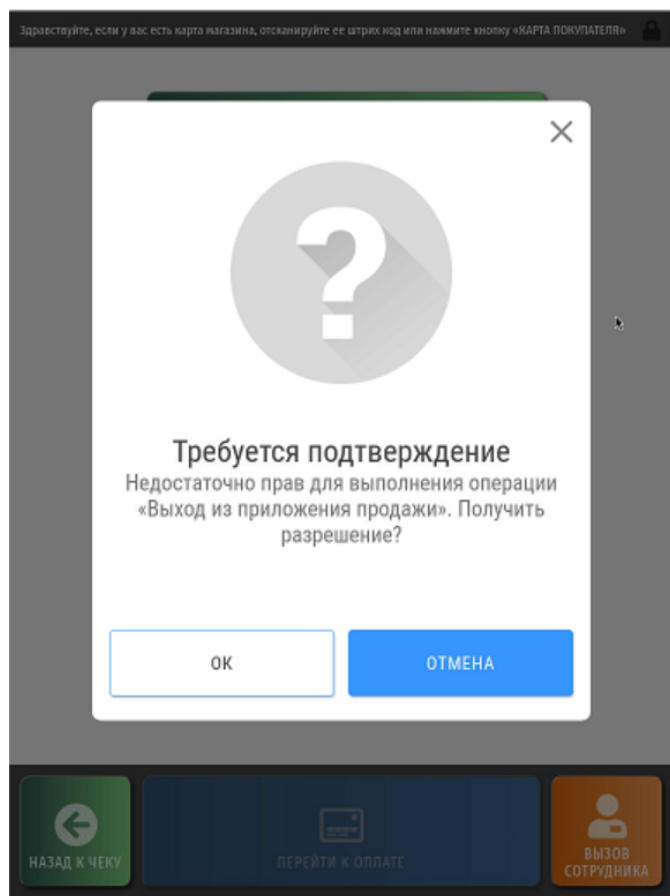 Здравствуйте, если у вас есть карта магазина, отсканируйте ее штрих код или нажмите кнопку «КАРТА ПОКУПАТЕЛЯ»
Требуется подтверждение
Недостаточно прав для выполнения операции
«Выход из приложения продажи». Получить
разрешение?
ОК
ОТМЕНА
НАЗАД К ЧЕКУ
ПЕРЕЙТИ К ОПЛАТЕ
ВЫЗОВ
СОТРУДНИКА